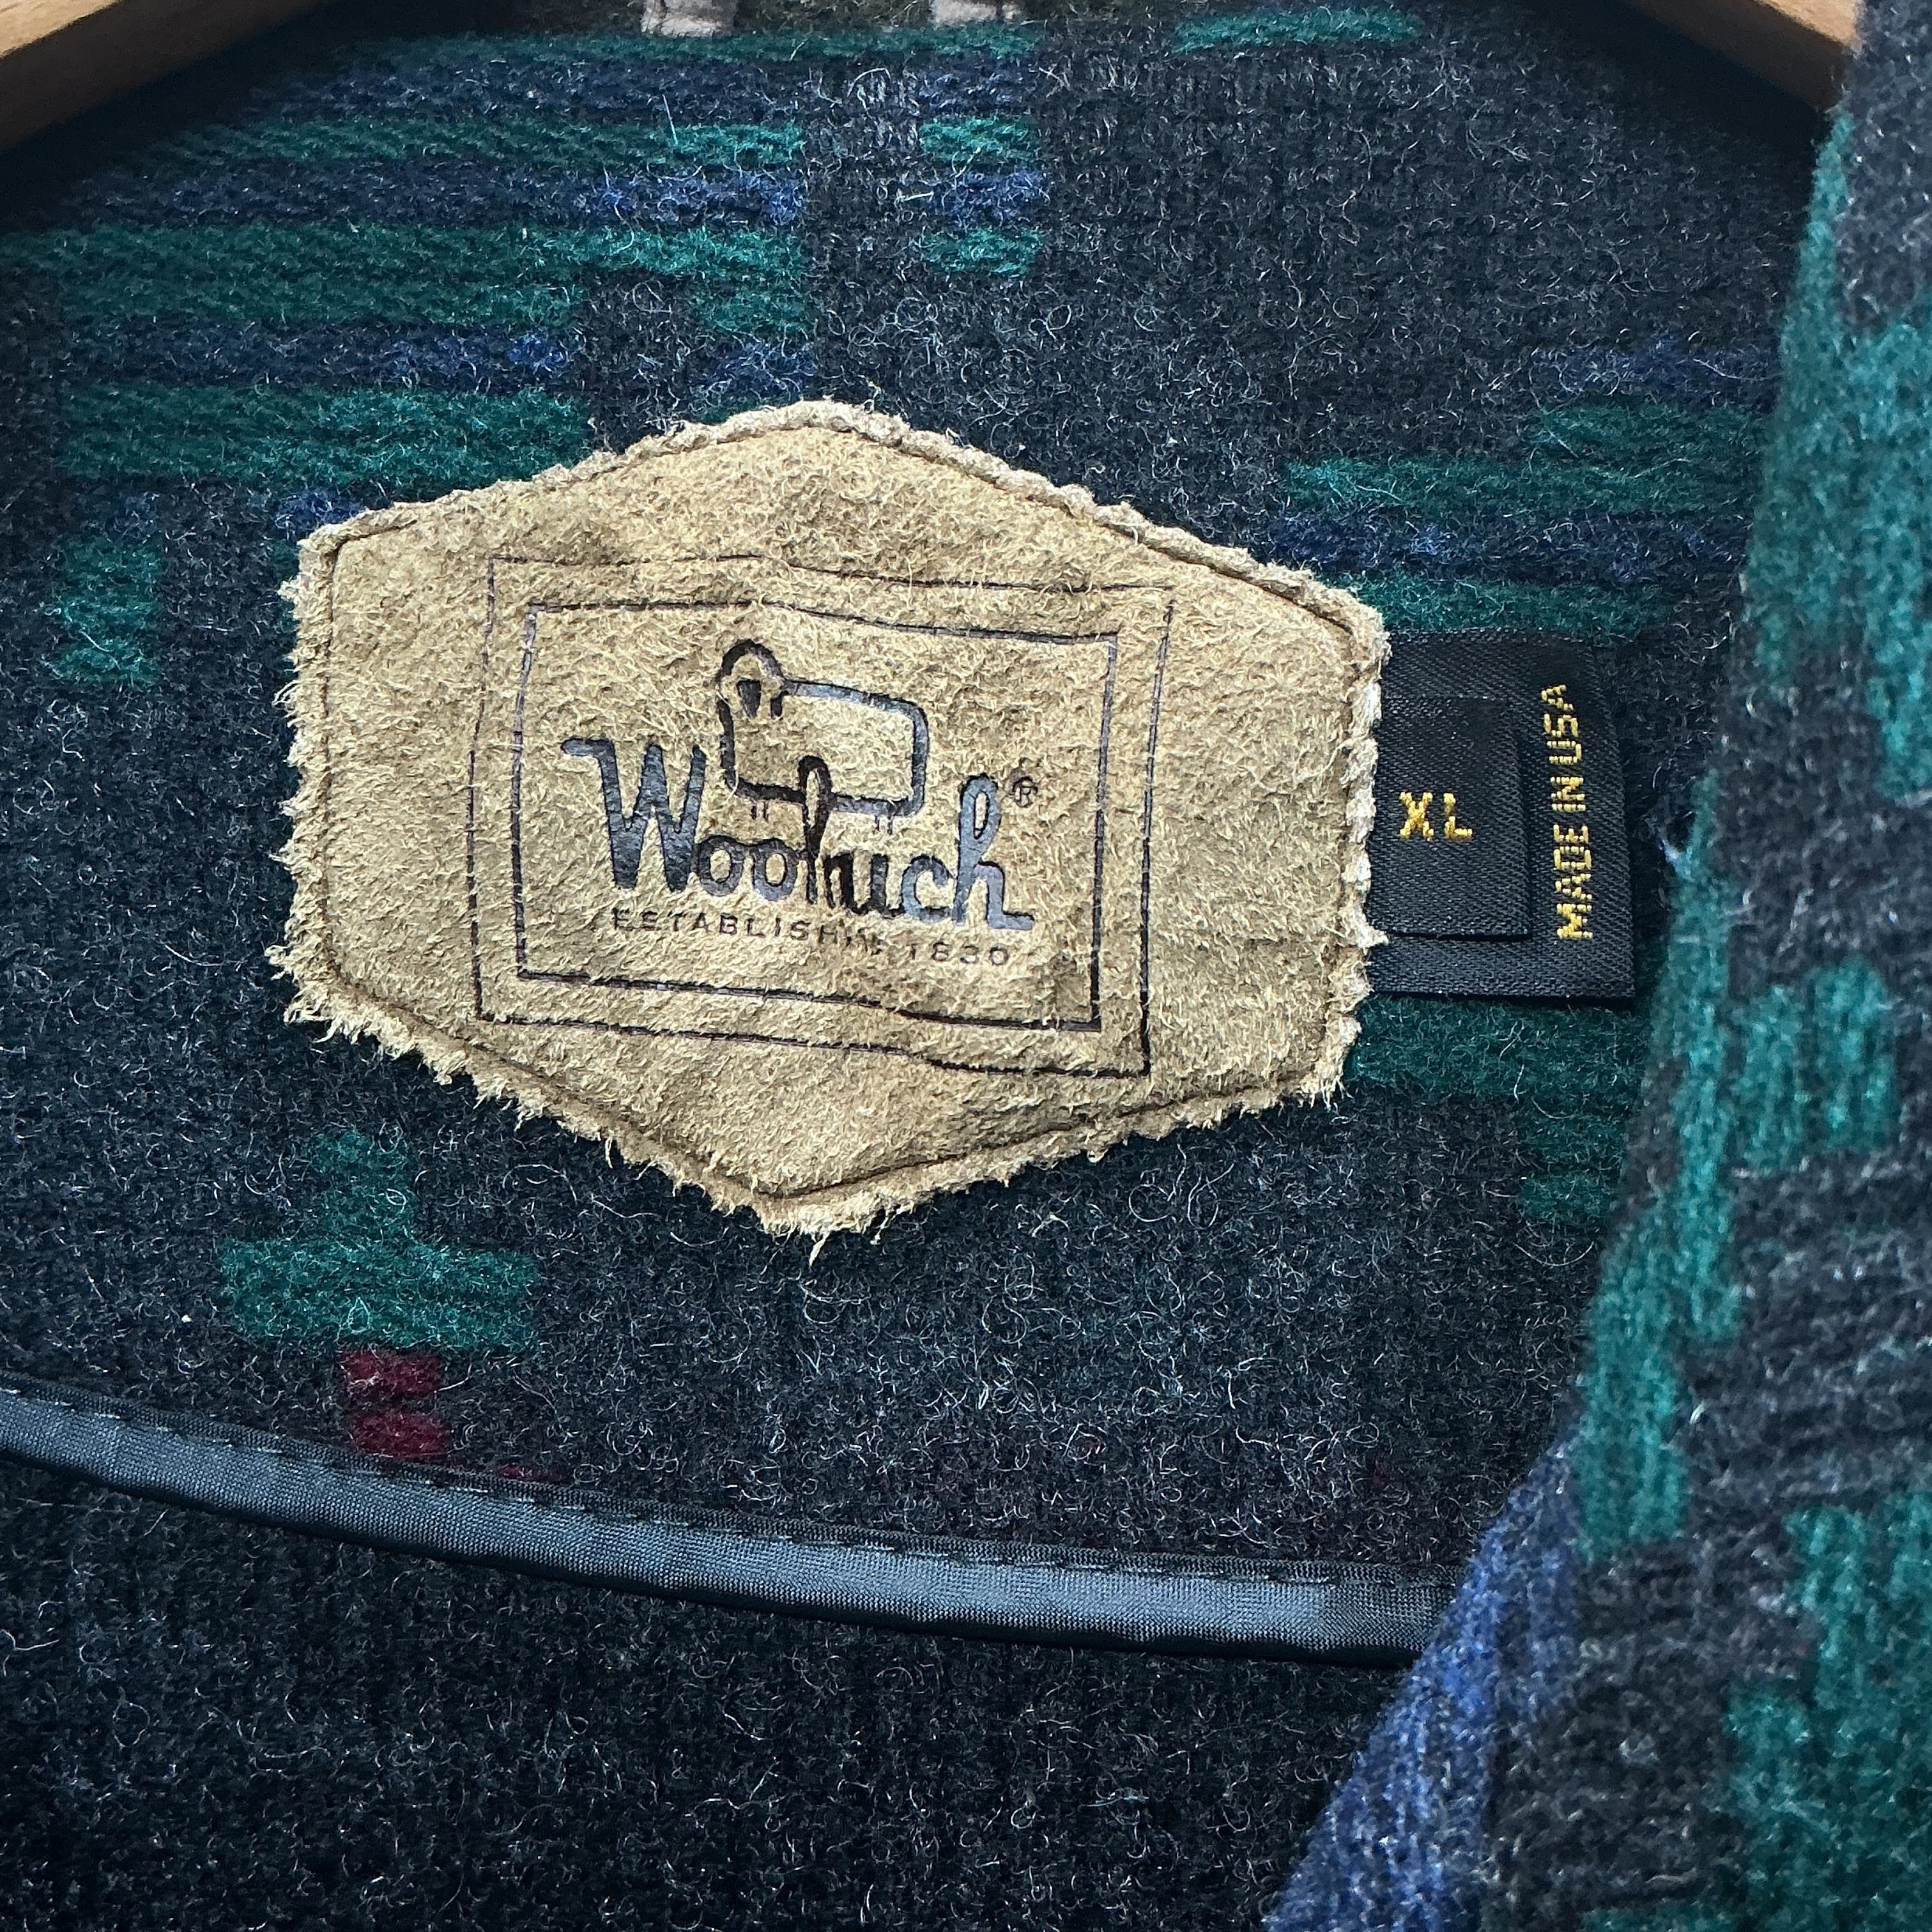 Woolrich®
ESTABLISHED 1830
XL
MADE IN USA